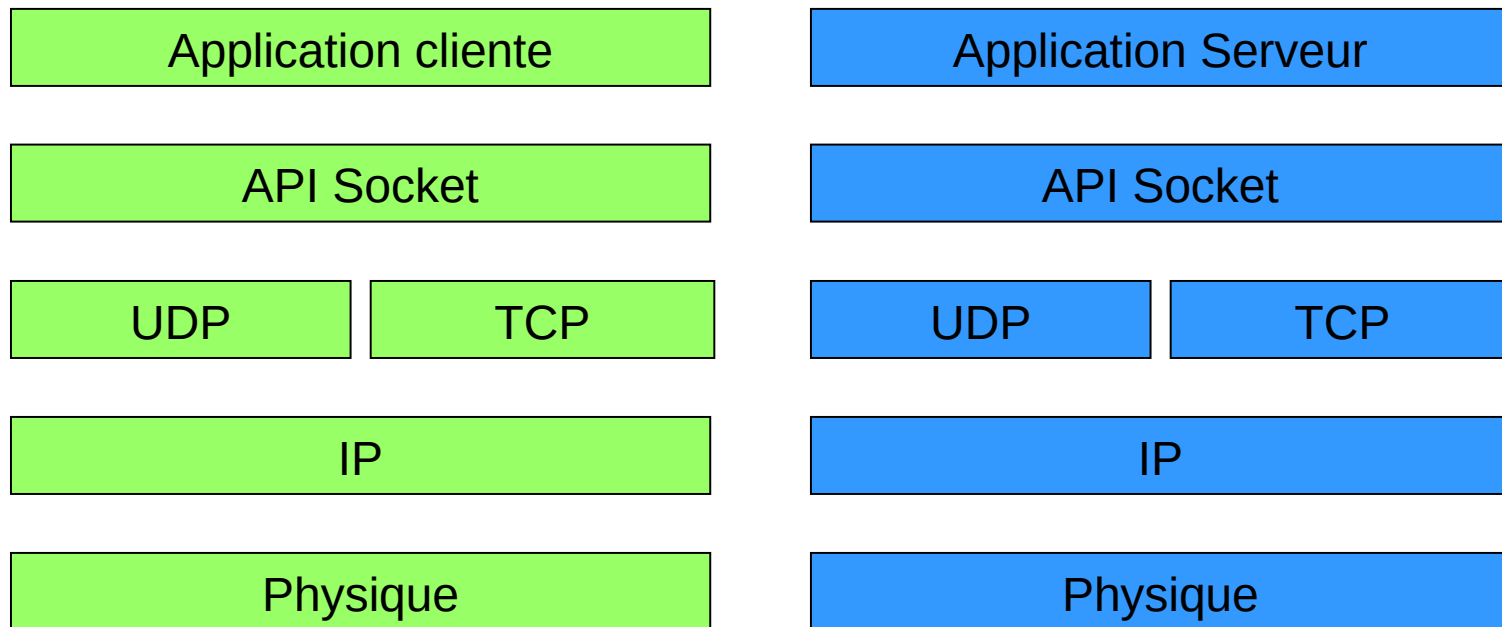 Application cliente
Application Serveur
API Socket
API Socket
UDP
TCP
UDP
TCP
IP
IP
Physique
Physique